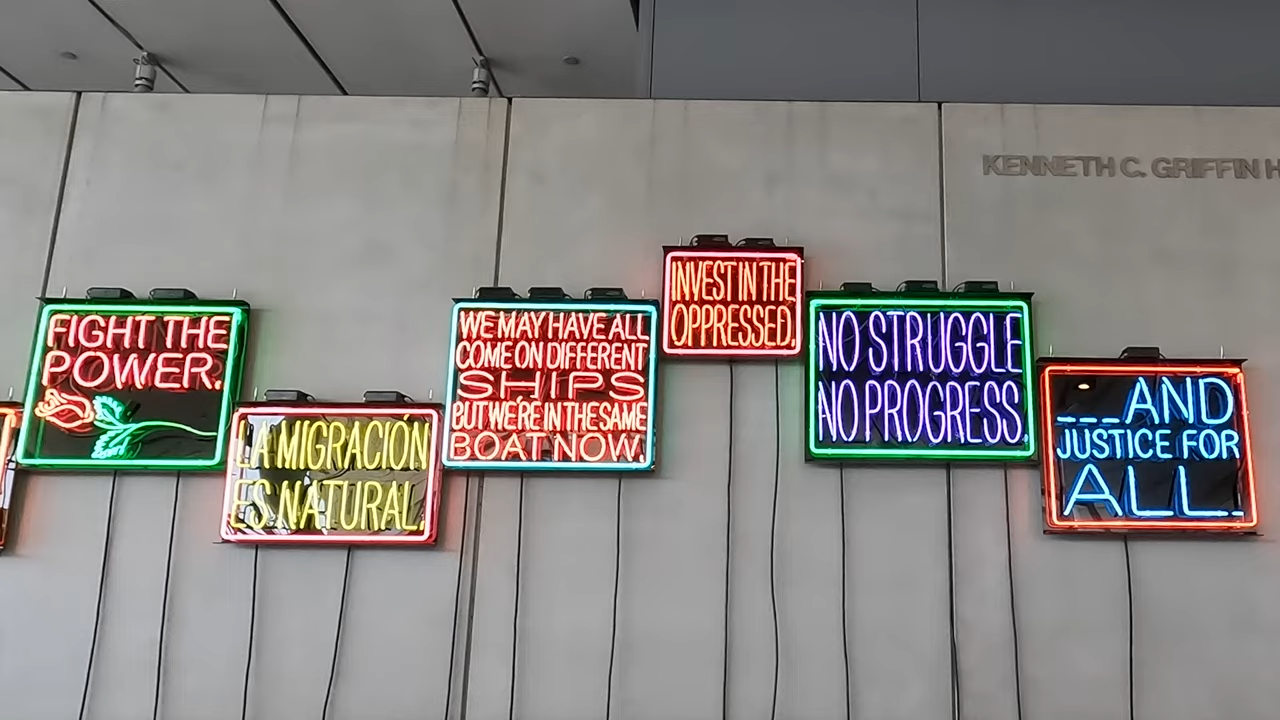 KENNETH C. GRIFFIN H
FIGHT THE
POWER.
LA MIGRACIÓN
ES NATURAL.
WE MAY HAVE ALL
COME ON DIFFERENT
SHIPS
BUT WE'RE IN THE SAME
BOAT NOW.
INVEST IN THE
OPPRESSED.
NO STRUGGLE
NO PROGRESS.
___AND
JUSTICE FOR
ALL.